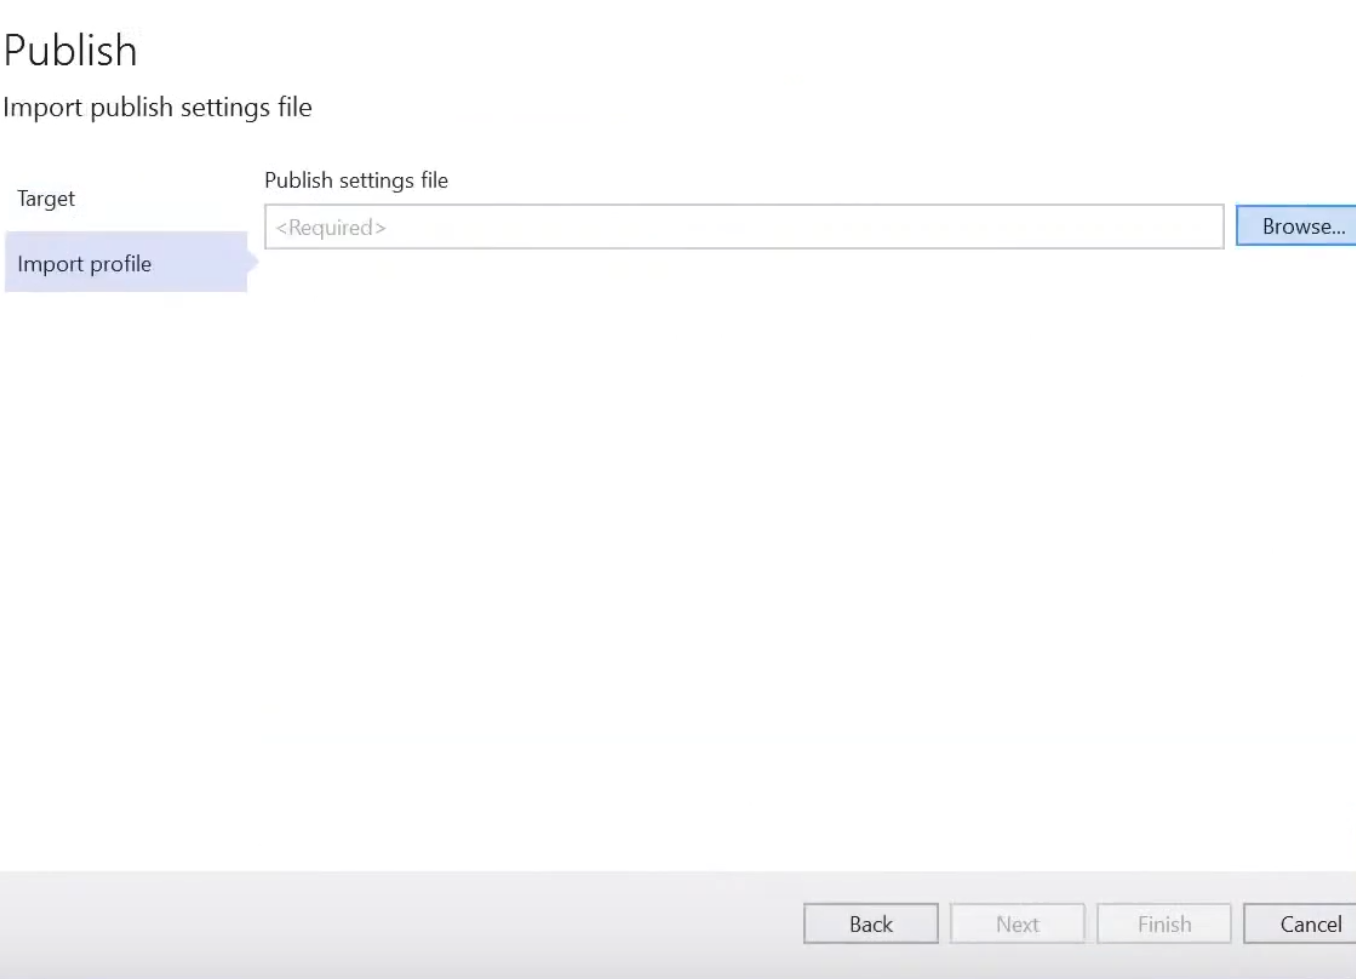 Publish
Import publish settings file
Target
Import profile
Publish settings file
<Required>
Browse...
Back
Next
Finish
Cancel